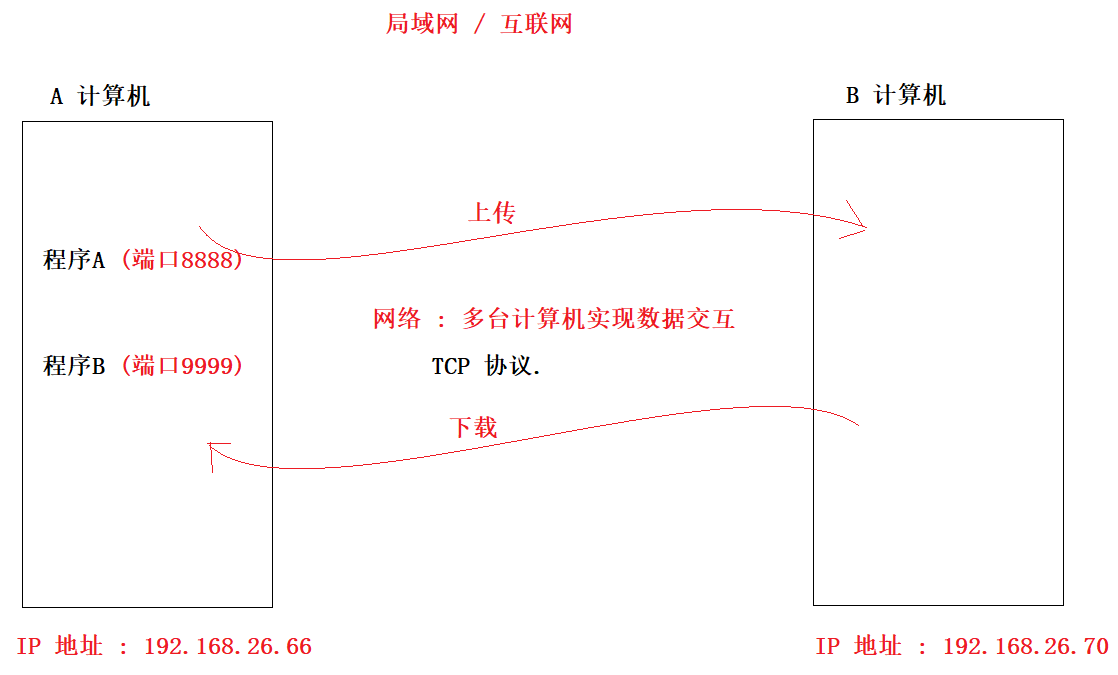 局域网 / 互联网
A 计算机
B 计算机
上传
程序A (端口8888)
网络 : 多台计算机实现数据交互
程序B (端口9999)
TCP 协议.
下载
IP 地址 : 192.168.26.66
IP 地址 : 192.168.26.70